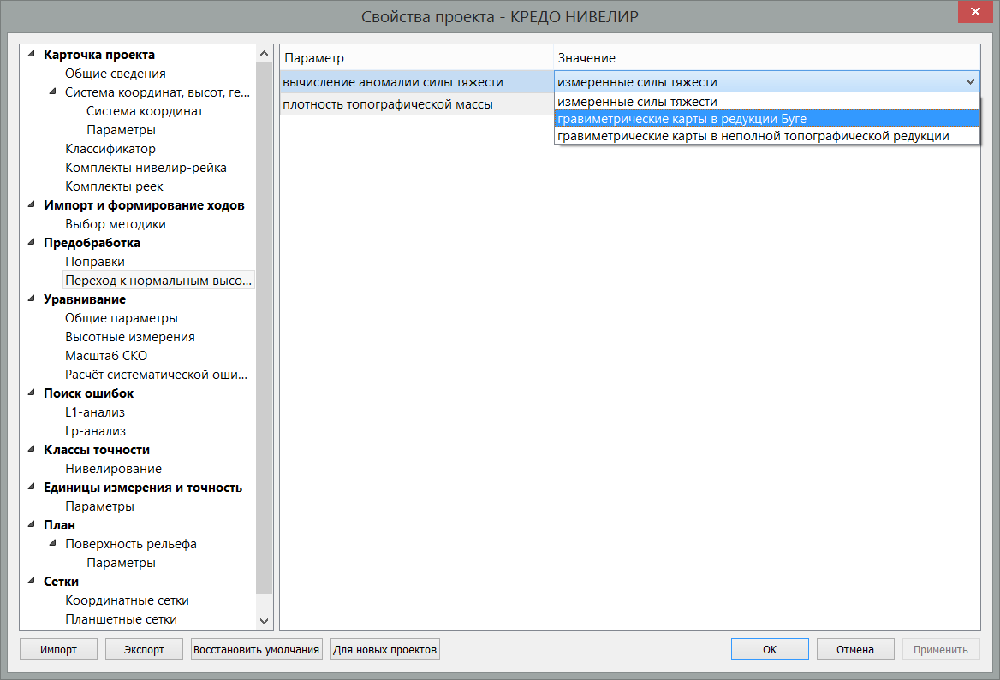 Свойства проекта - КРЕДО НИВЕЛИР
Карточка проекта
Общие сведения
Система координат, высот, ге...
Система координат
Параметры
Классификатор
Комплекты нивелир-рейка
Комплекты реек
Импорт и формирование ходов
Выбор методики
Предобработка
Поправки
Переход к нормальным высо...
Уравнивание
Общие параметры
Высотные измерения
Масштаб СКО
Расчёт систематической оши...
Поиск ошибок
L1-анализ
Lp-анализ
Классы точности
Нивелирование
Единицы измерения и точность
Параметры
План
Поверхность рельефа
Параметры
Сетки
Координатные сетки
Планшетные сетки
Параметр Значение
вычисление аномалии силы тяжести измеренные силы тяжести
плотность топографической массы измеренные силы тяжести
гравиметрические карты в редукции Буге
гравиметрические карты в неполной топографической редукции
Импорт Экспорт Восстановить умолчания Для новых проектов ОК Отмена Применить